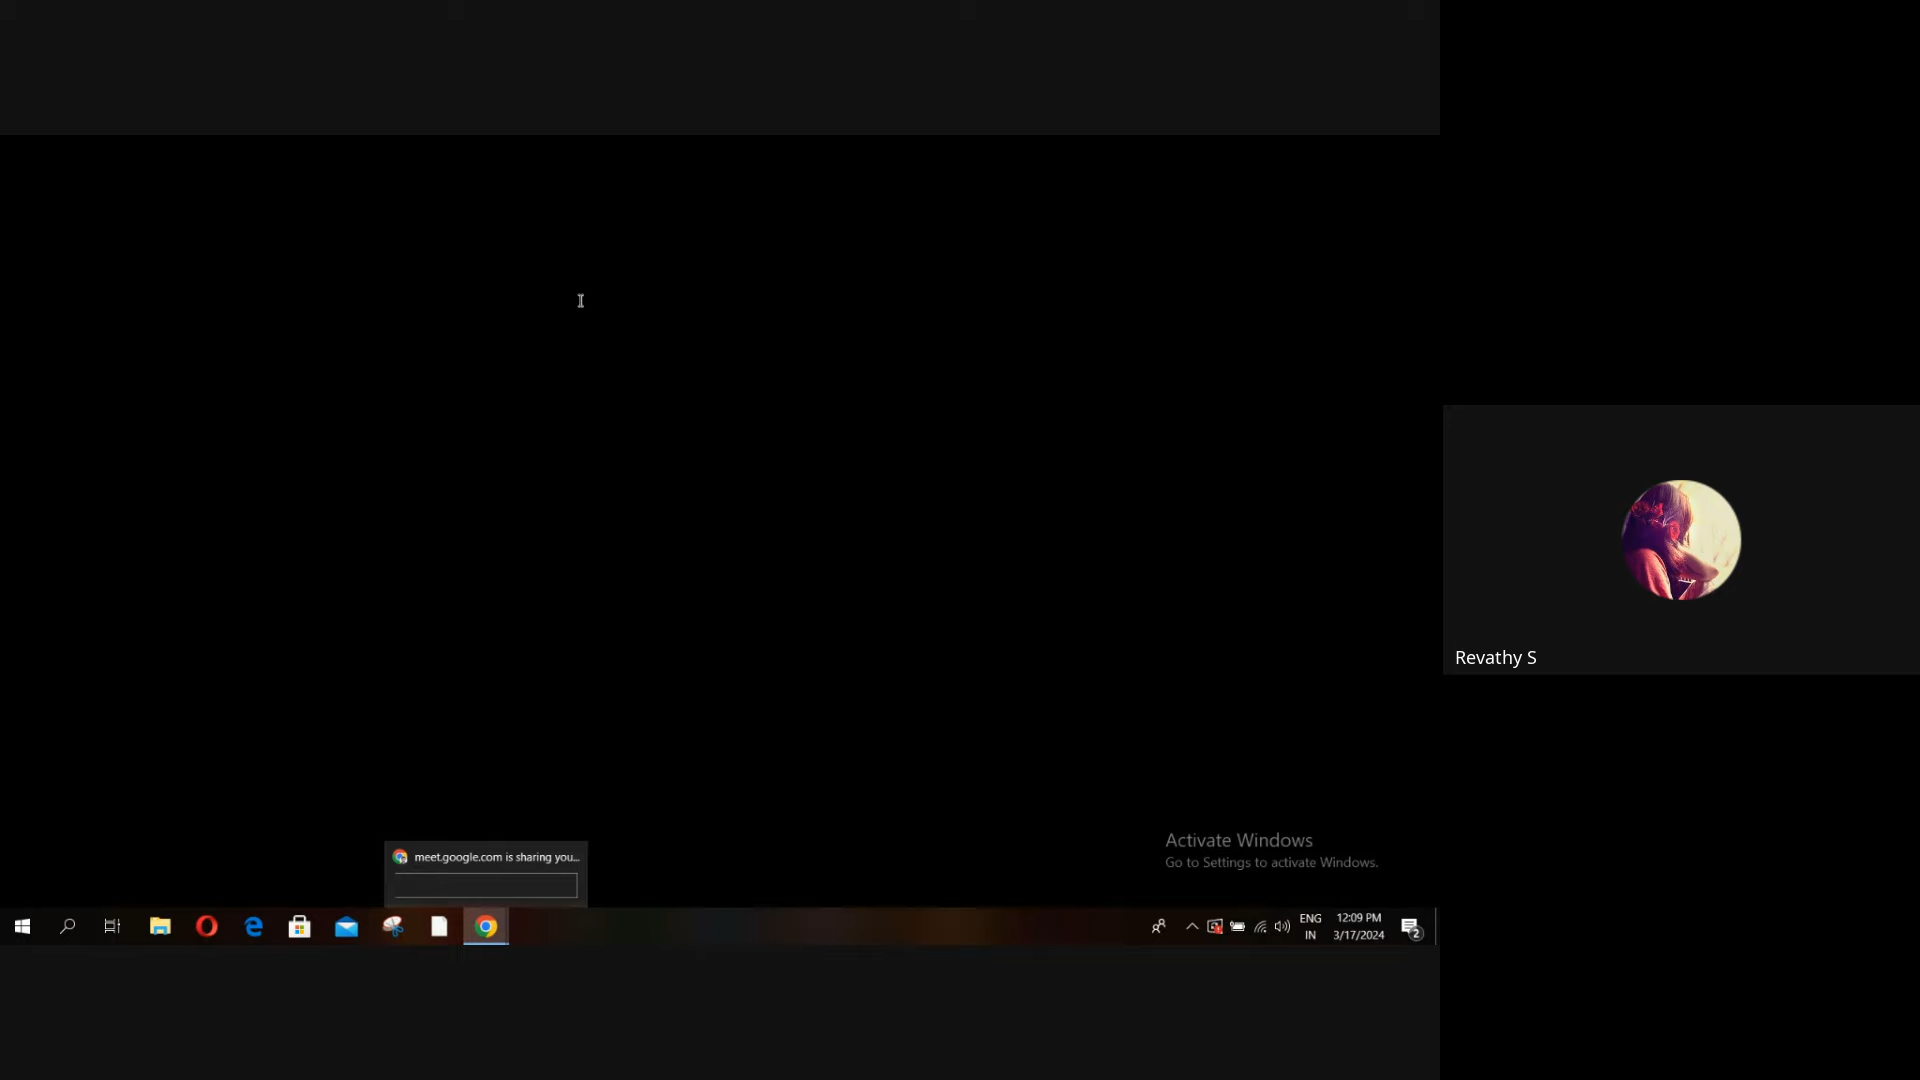 Revathy S
Activate Windows
Go to Settings to activate Windows.
meet.google.com is sharing you...
ENG
IN
12:09 PM
3/17/2024
2